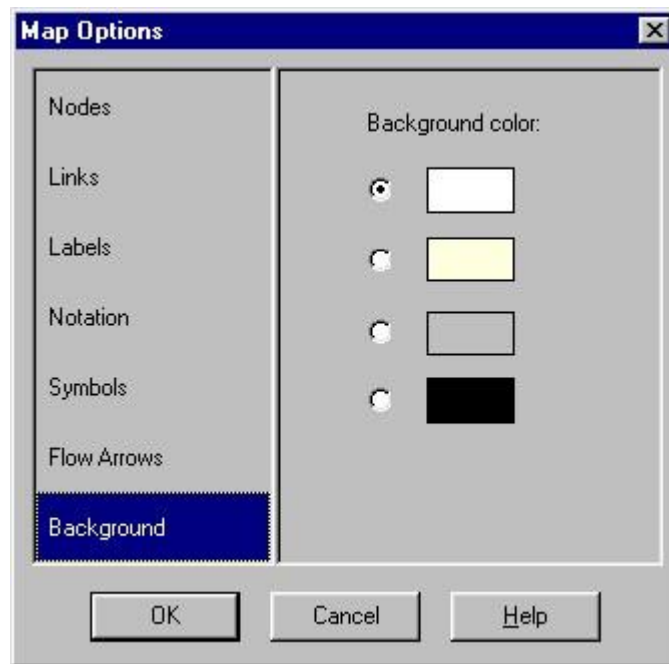 Map Options
Nodes
Links
Labels
Notation
Symbols
Flow Arrows
Background
Background color:
OK
Cancel
Help